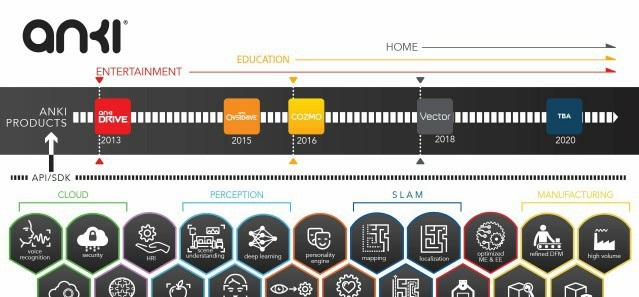 anki®
HOME
EDUCATION
ENTERTAINMENT
ANKI
PRODUCTS
anki
DRIVE
OVERDRIVE
COZMO
Vector
TBA
2013
2015
2016
2018
2020
API/SDK
CLOUD
PERCEPTION
SLAM
MANUFACTURING
voice
recognition
security
HRI
scene
understanding
deep learning
personality
engine
mapping
localization
optimized
ME & EE
refined DFM
high volume